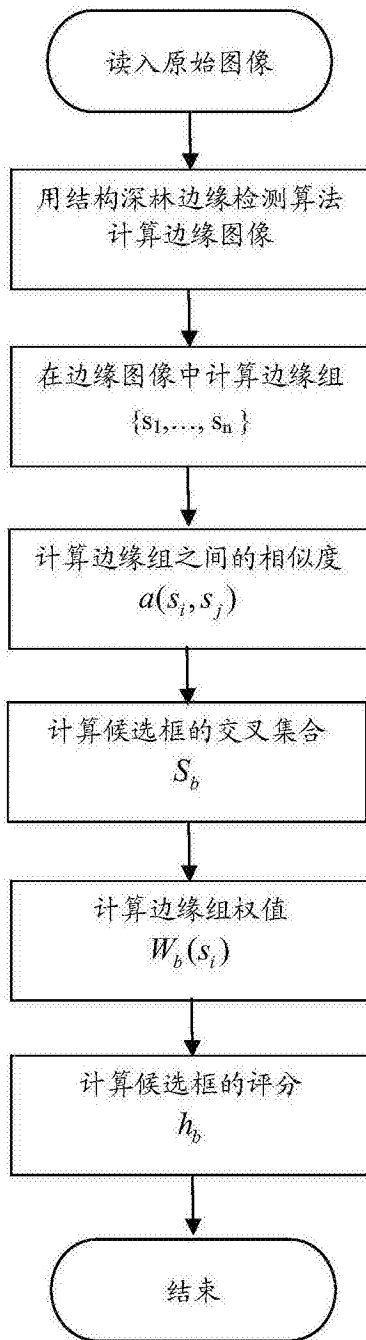 读入原始图像
用结构深林边缘检测算法
计算边缘图像
在边缘图像中计算边缘组
{s₁,…, sₙ }
计算边缘组之间的相似度
a(sᵢ, sⱼ)
计算候选框的交叉集合
S_b
计算边缘组权值
W_b(sᵢ)
计算候选框的评分
h_b
结束